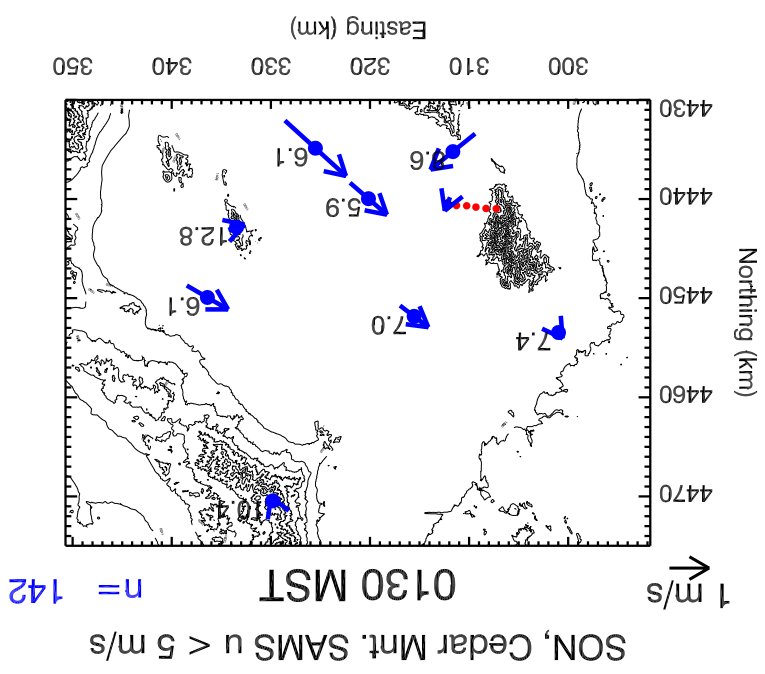 SON, Cedar Mnt. SAMS u < 5 m/s
1 m/s
0130 MST
n= 142
4470
10.4
4460
Northing (km)
7.4
7.0
4450
6.1
12.8
4440
5.9
8.6
6.1
4430
300 310 320 330 340 350
Easting (km)